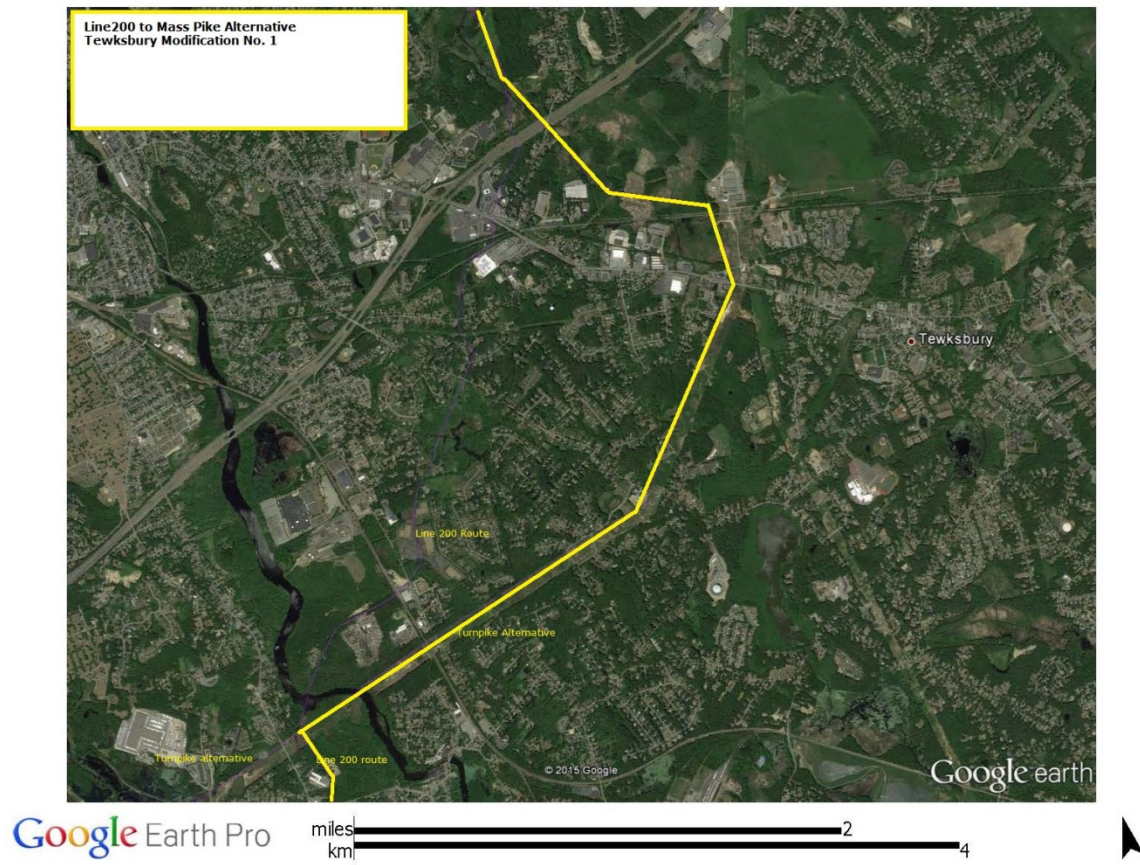 Line200 to Mass Pike Alternative
Tewksbury Modification No. 1
Tewksbury
Line 200 Route
Turnpike Alternative
Turnpike alternative
Line 200 route
© 2015 Google
Google earth
Google Earth Pro
miles 2
km 4